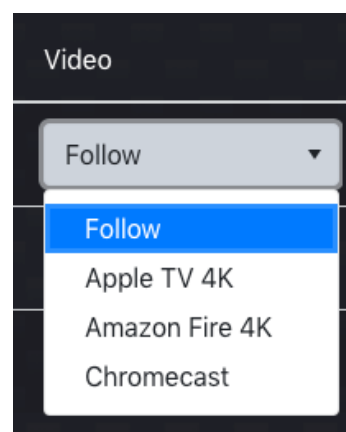 Video
Follow
Follow
Apple TV 4K
Amazon Fire 4K
Chromecast